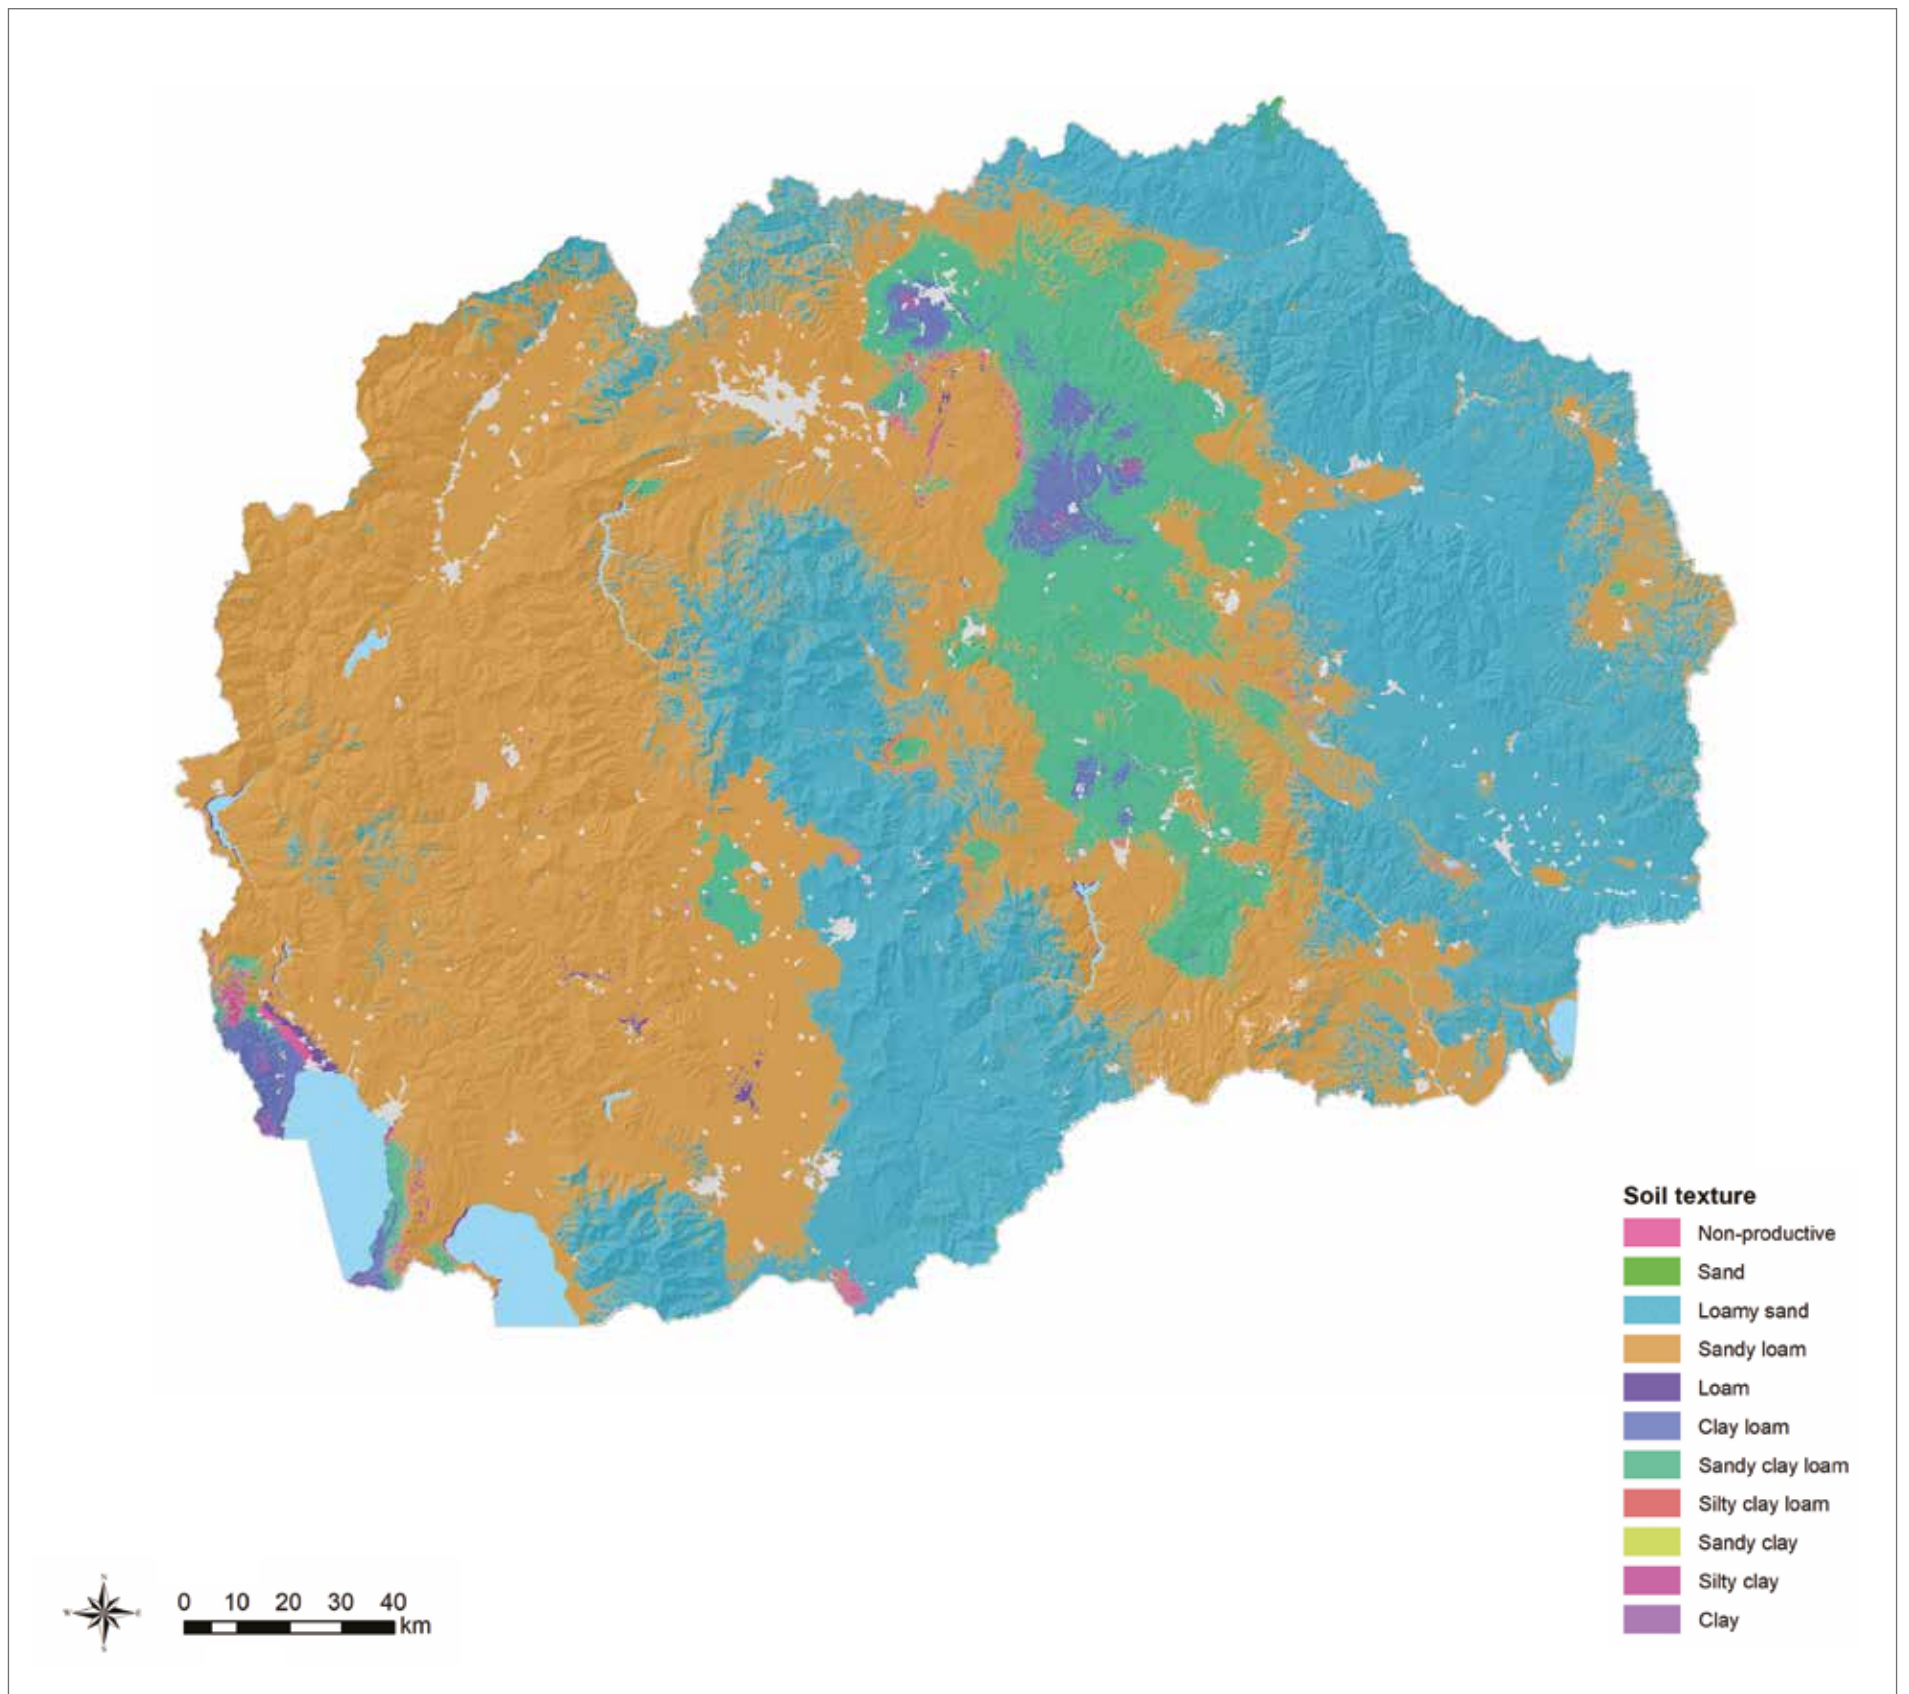 Soil texture
Non-productive
Sand
Loamy sand
Sandy loam
Loam
Clay loam
Sandy clay loam
Silty clay loam
Sandy clay
Silty clay
Clay
N
W E
S
0 10 20 30 40
km